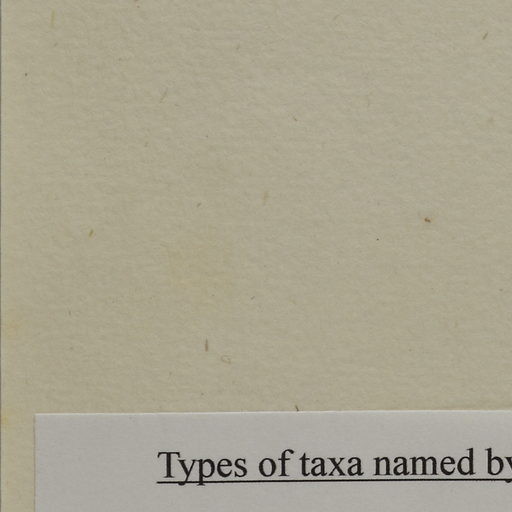 Types of taxa named by